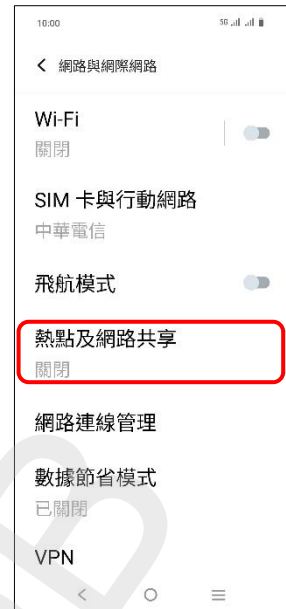 10:00 5G
網路與網際網路
Wi-Fi
關閉
SIM 卡與行動網路
中華電信
飛航模式
熱點及網路共享
關閉
網路連線管理
數據節省模式
已關閉
VPN